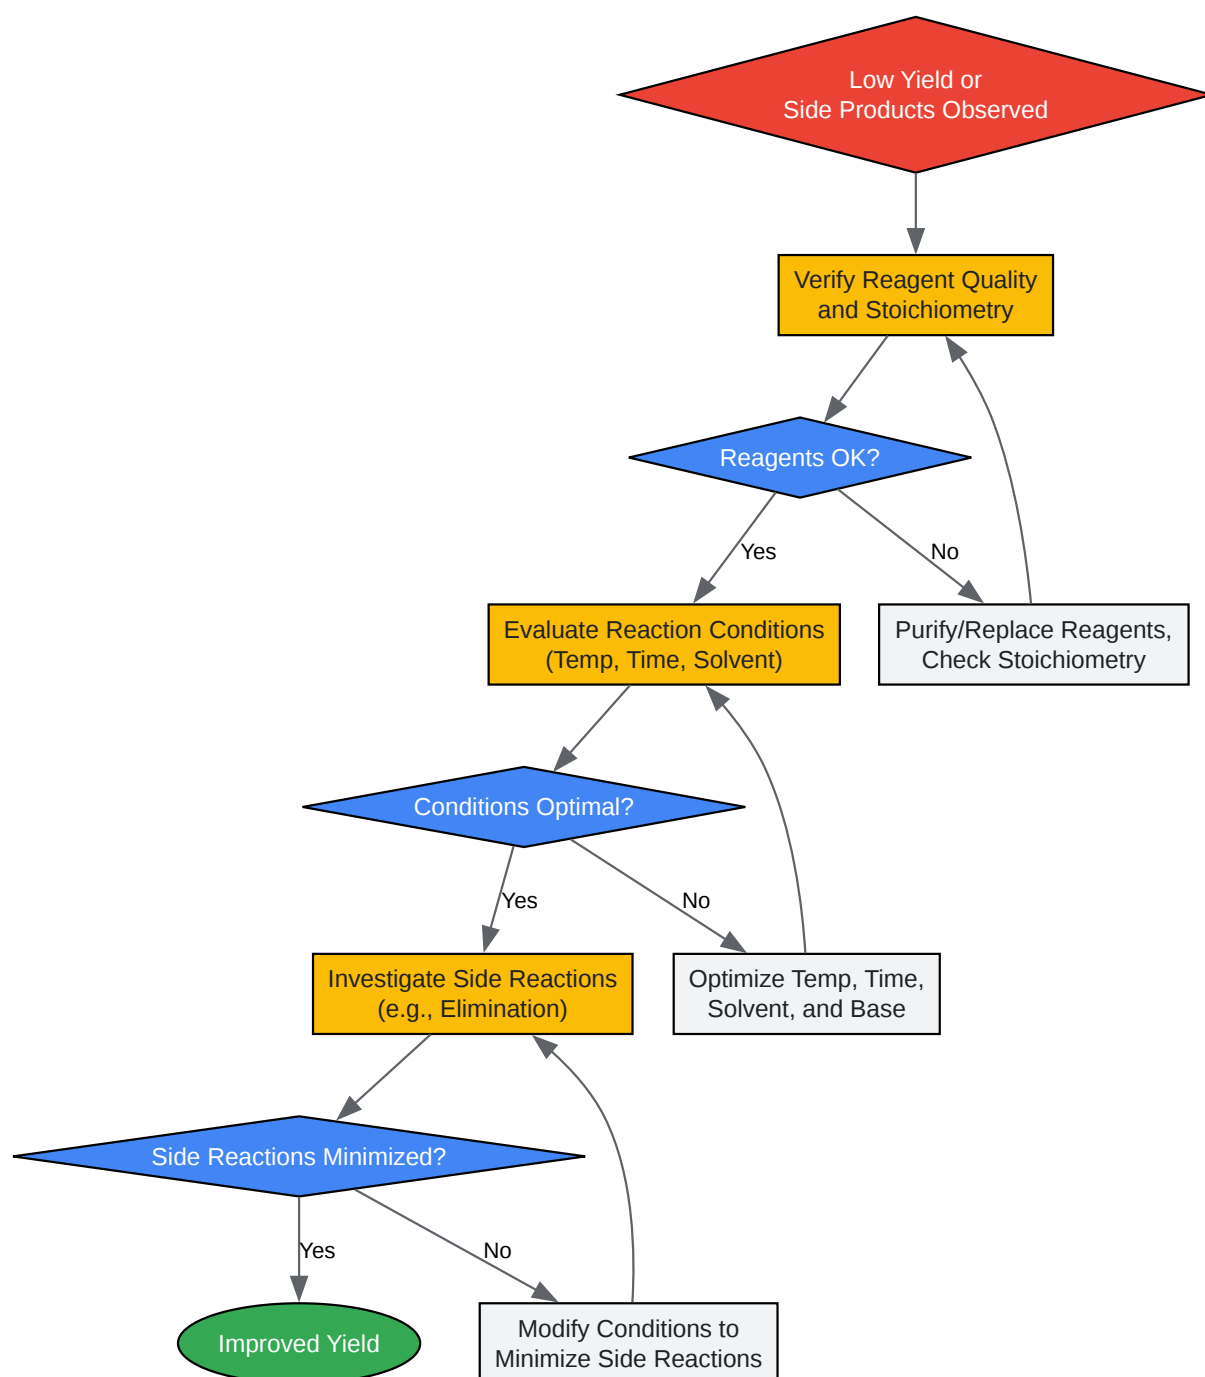 Low Yield or
Side Products Observed
Verify Reagent Quality
and Stoichiometry
Reagents OK?
Yes
No
Evaluate Reaction Conditions
(Temp, Time, Solvent)
Purify/Replace Reagents,
Check Stoichiometry
Conditions Optimal?
Yes
No
Investigate Side Reactions
(e.g., Elimination)
Optimize Temp, Time,
Solvent, and Base
Side Reactions Minimized?
Yes
No
Improved Yield
Modify Conditions to
Minimize Side Reactions